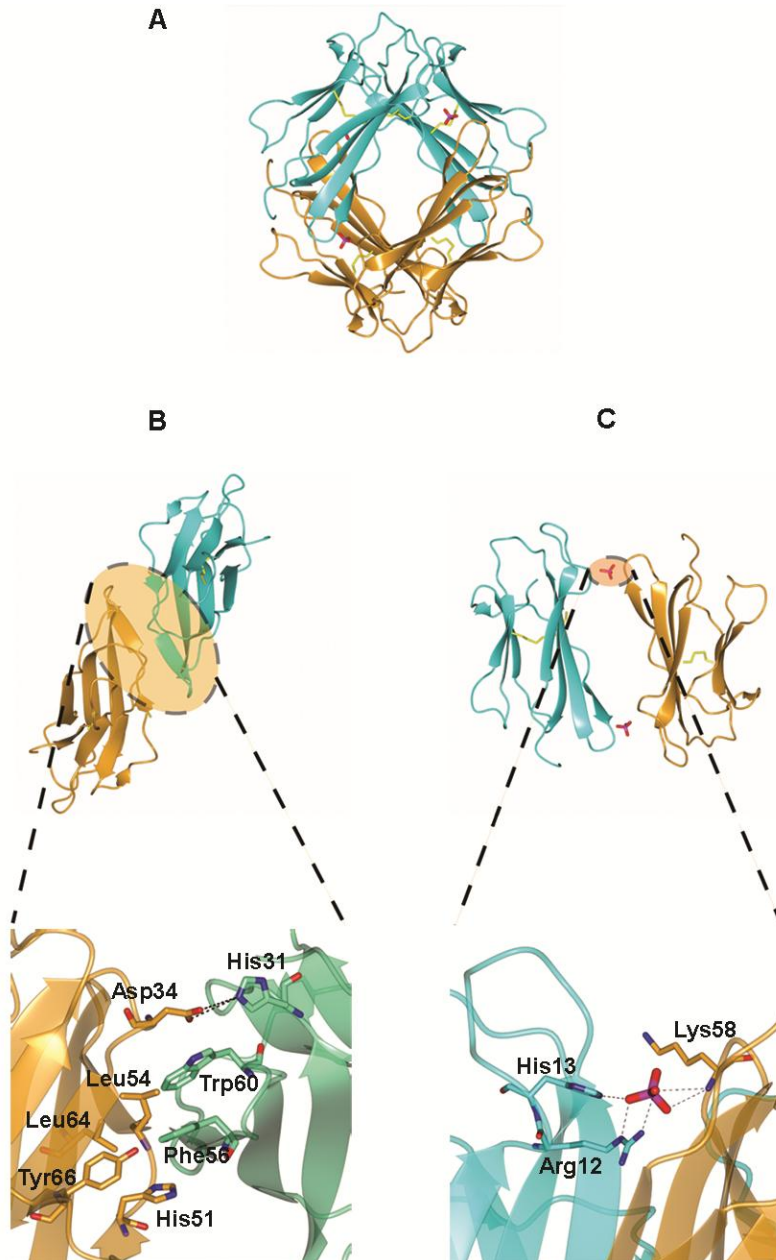 A
B
C
His31
Asp34
Leu54
Trp60
Leu64
Phe56
Tyr66
His51
Lys58
His13
Arg12